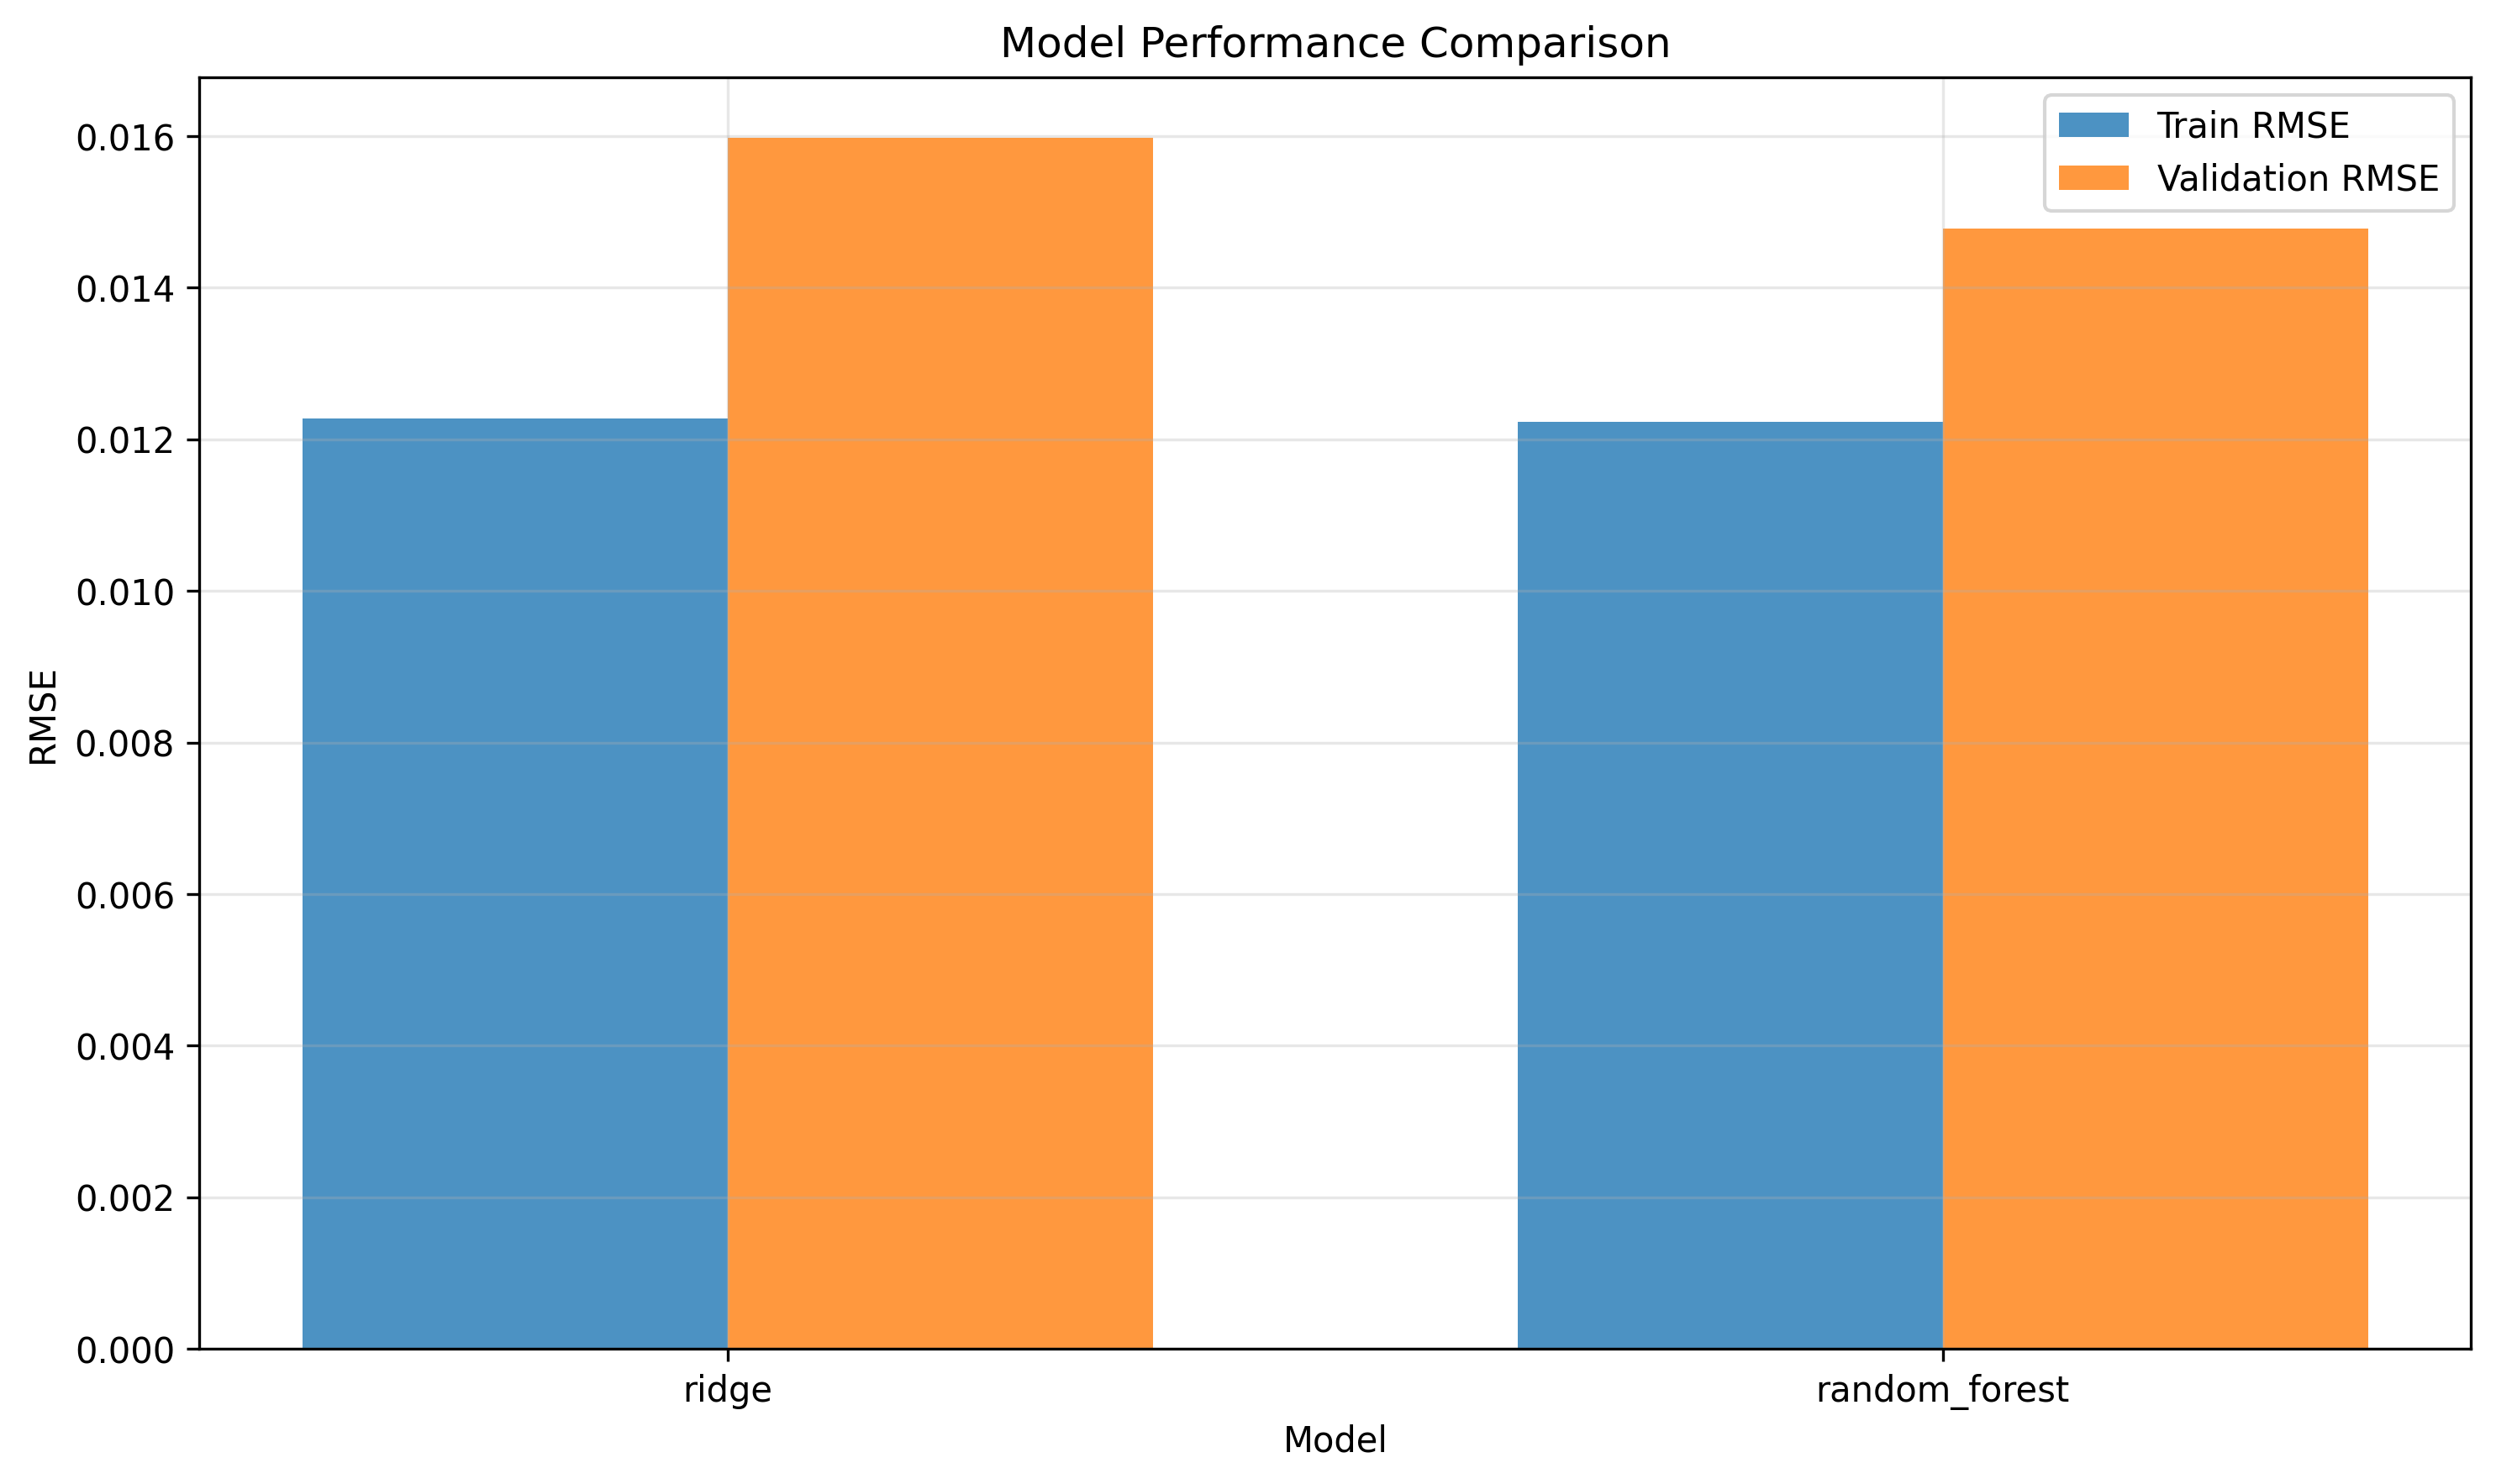 Model Performance Comparison
Train RMSE
Validation RMSE
0.016
0.014
0.012
0.010
0.008
0.006
0.004
0.002
0.000
RMSE
ridge
random_forest
Model